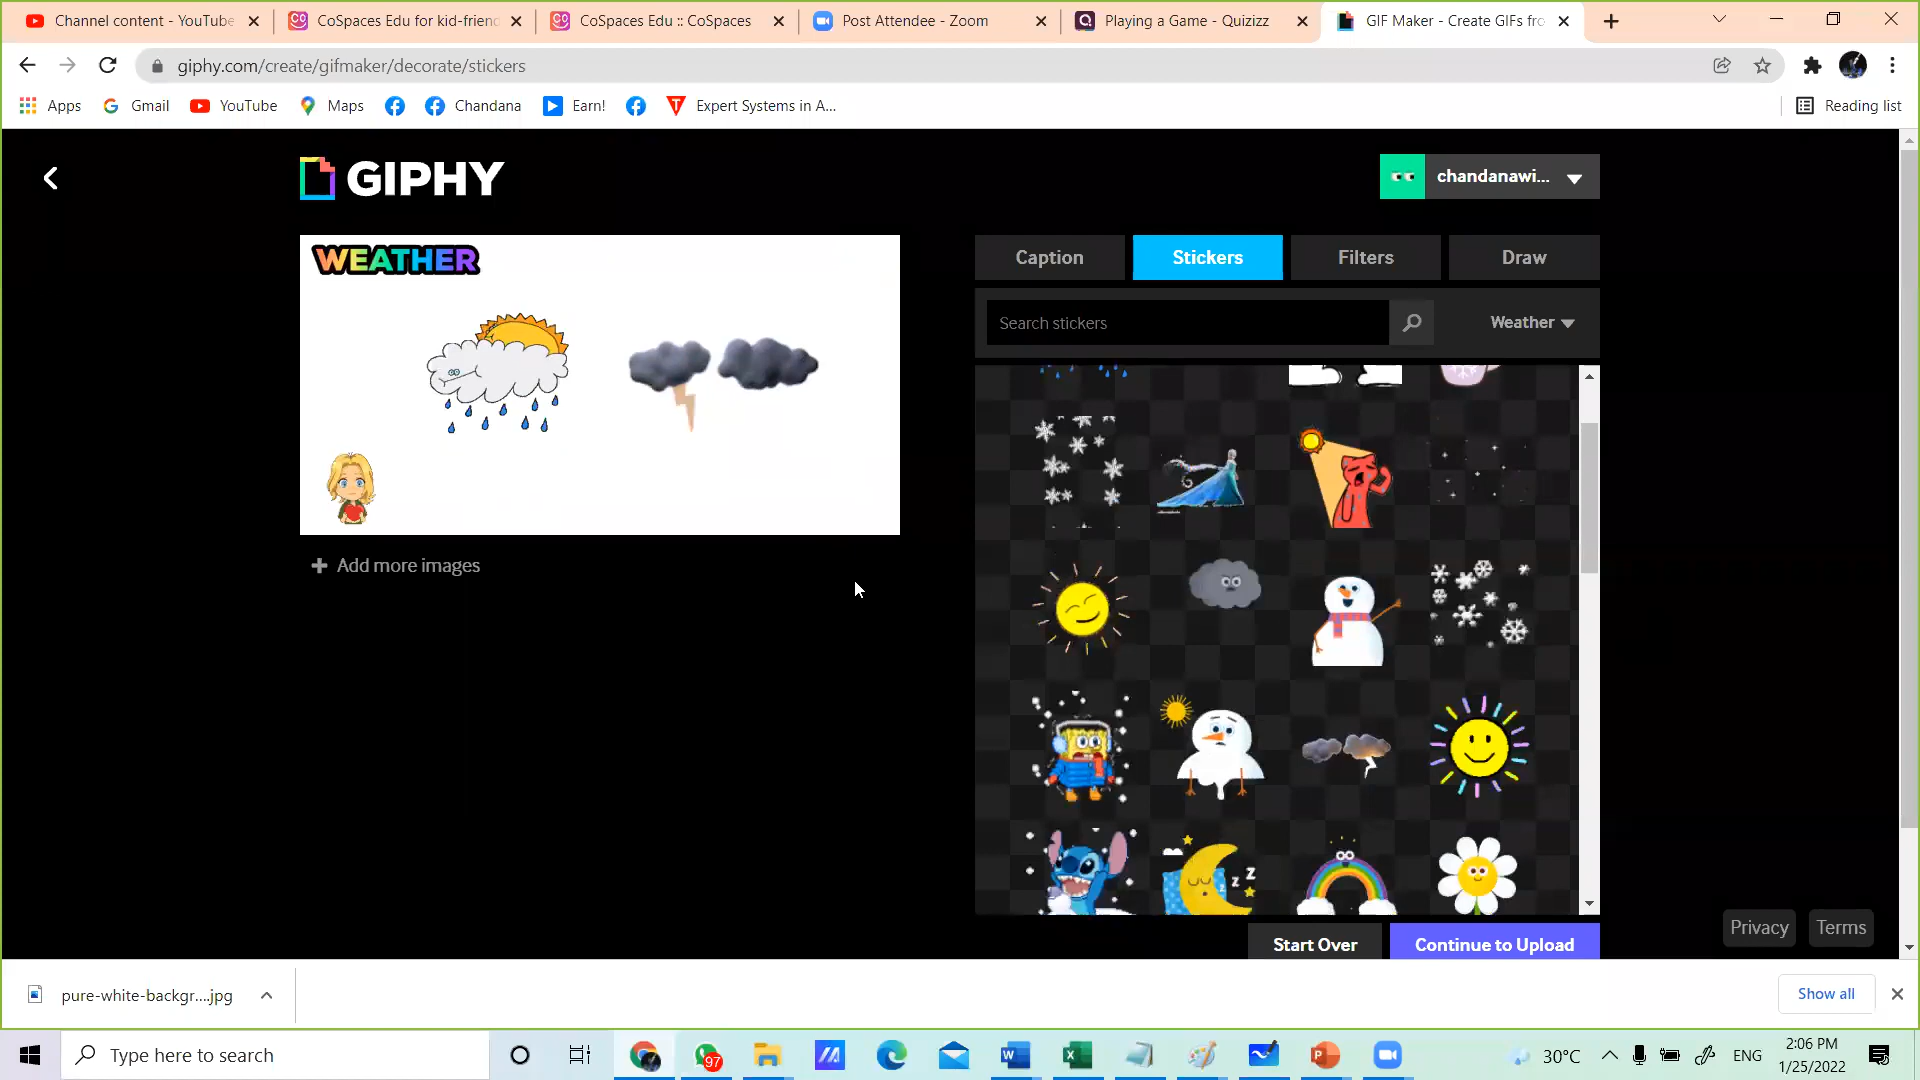 Channel content - YouTube
CoSpaces Edu for kid-friend
CoSpaces Edu :: CoSpaces
Post Attendee - Zoom
Playing a Game - Quizizz
GIF Maker - Create GIFs fro
giphy.com/create/gifmaker/decorate/stickers
Apps
Gmail
YouTube
Maps
Chandana
Earn!
Expert Systems in A...
Reading list
GIPHY
chandanawi...
WEATHER
Caption
Stickers
Filters
Draw
Search stickers
Weather
Add more images
z z z
Start Over
Continue to Upload
Privacy
Terms
pure-white-backgr....jpg
Show all
Type here to search
97
30°C
ENG
2:06 PM
1/25/2022